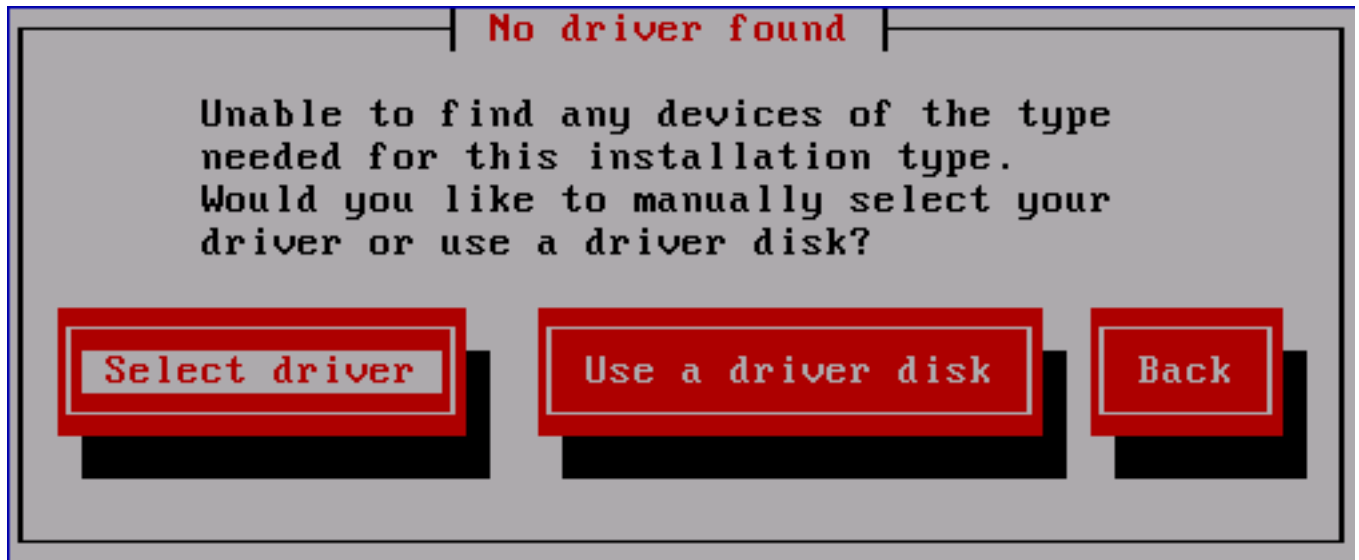 No driver found
Unable to find any devices of the type
needed for this installation type.
Would you like to manually select your
driver or use a driver disk?
Select driver
Use a driver disk
Back